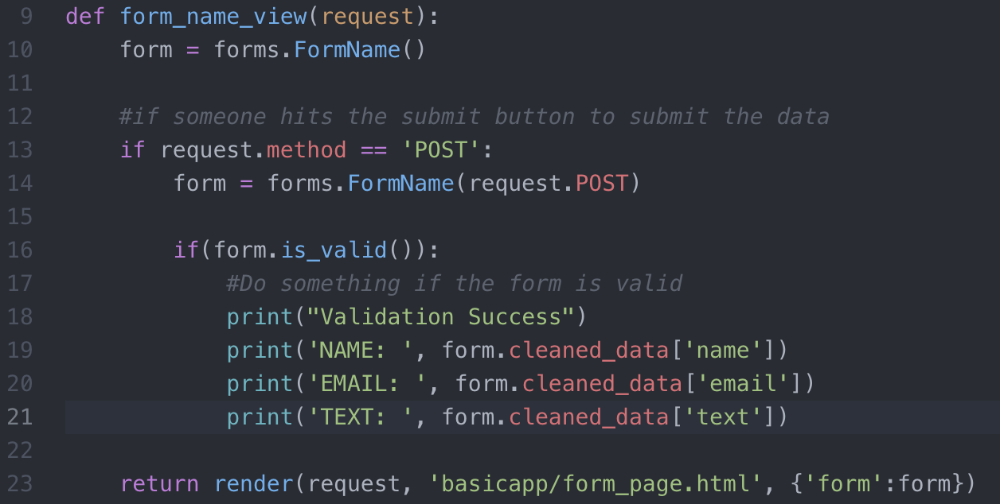 9 def form_name_view(request):
10     form = forms.FormName()
11
12     #if someone hits the submit button to submit the data
13     if request.method == 'POST':
14         form = forms.FormName(request.POST)
15
16         if(form.is_valid()):
17             #Do something if the form is valid
18             print("Validation Success")
19             print('NAME: ', form.cleaned_data['name'])
20             print('EMAIL: ', form.cleaned_data['email'])
21             print('TEXT: ', form.cleaned_data['text'])
22
23     return render(request, 'basicapp/form_page.html', {'form':form})